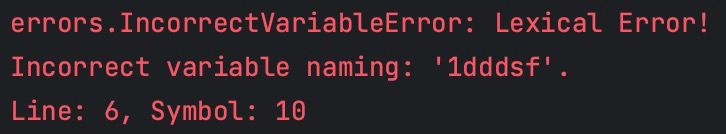 errors.IncorrectVariableError: Lexical Error!
Incorrect variable naming: '1dddsf'.
Line: 6, Symbol: 10